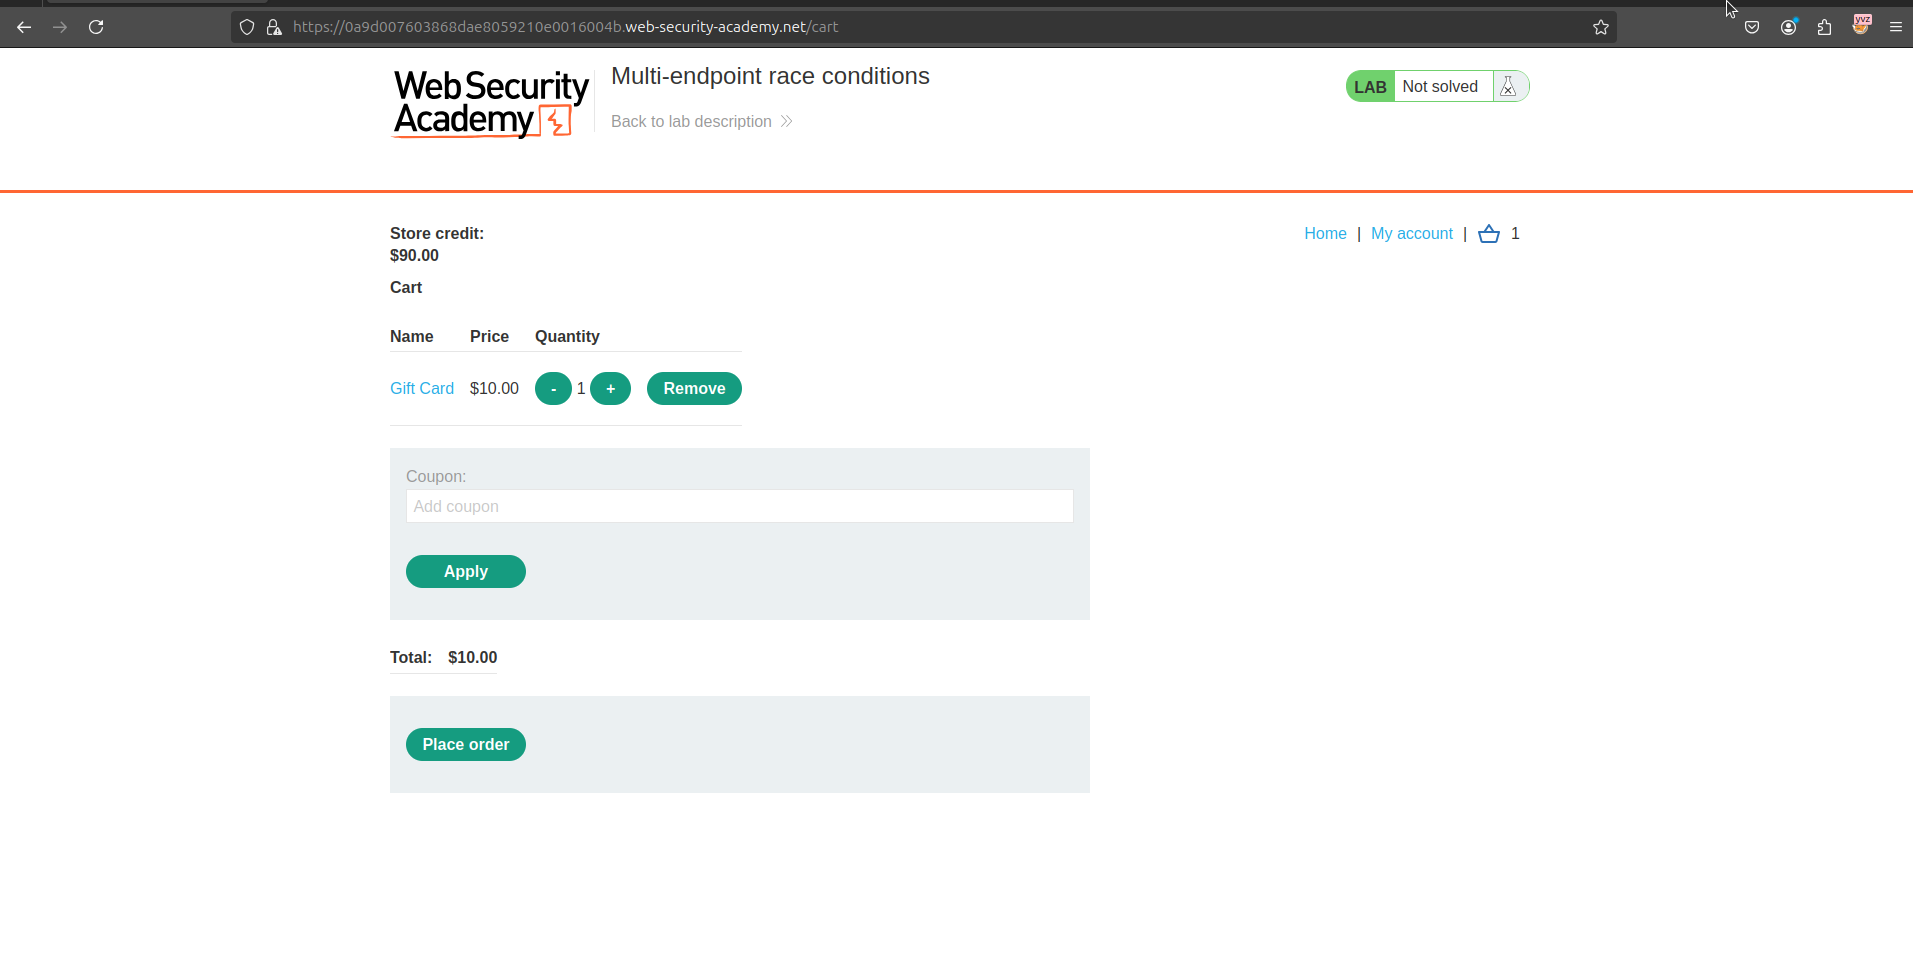 https://0a9d007603868dae8059210e0016004b.web-security-academy.net/cart
yvz
Web Security
Academy
Multi-endpoint race conditions
Back to lab description
LAB Not solved
Store credit:
$90.00
Home | My account | 1
Cart
Name Price Quantity
Gift Card $10.00 - 1 + Remove
Coupon:
Add coupon
Apply
Total: $10.00
Place order